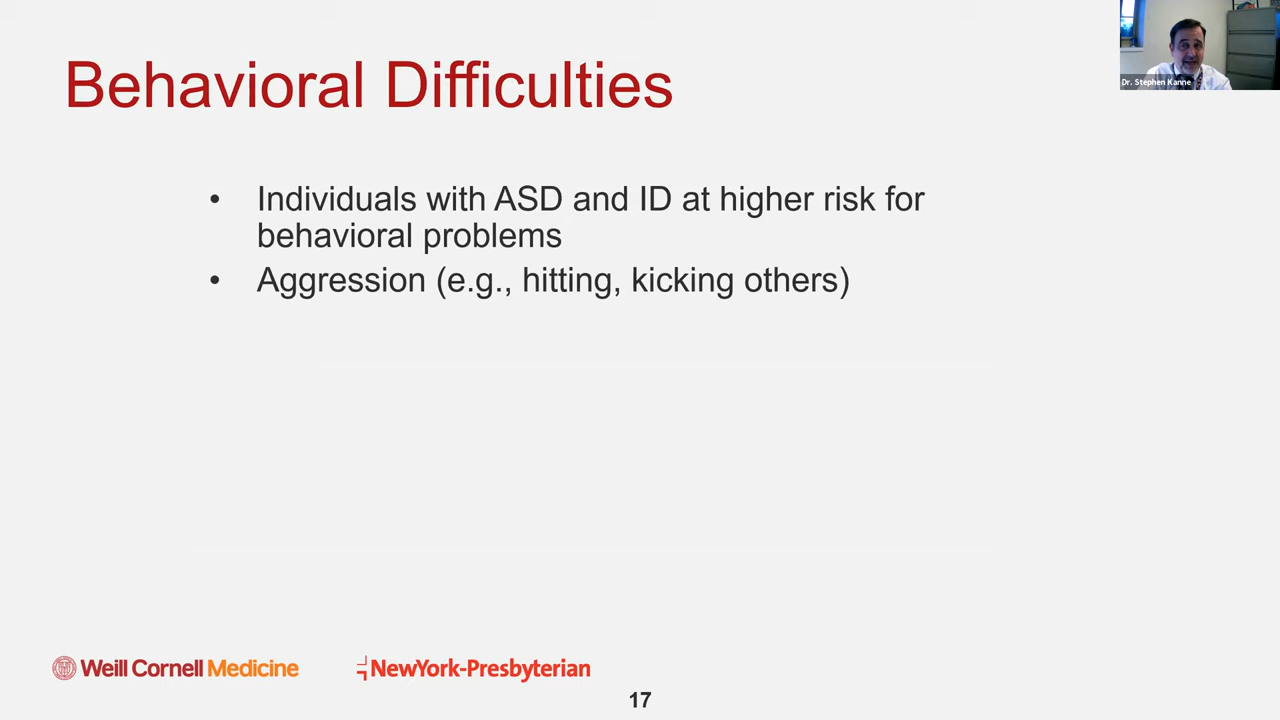 Behavioral Difficulties
Dr. Stephen Kanne
• Individuals with ASD and ID at higher risk for
behavioral problems
• Aggression (e.g., hitting, kicking others)
Weill Cornell Medicine
NewYork-Presbyterian
17